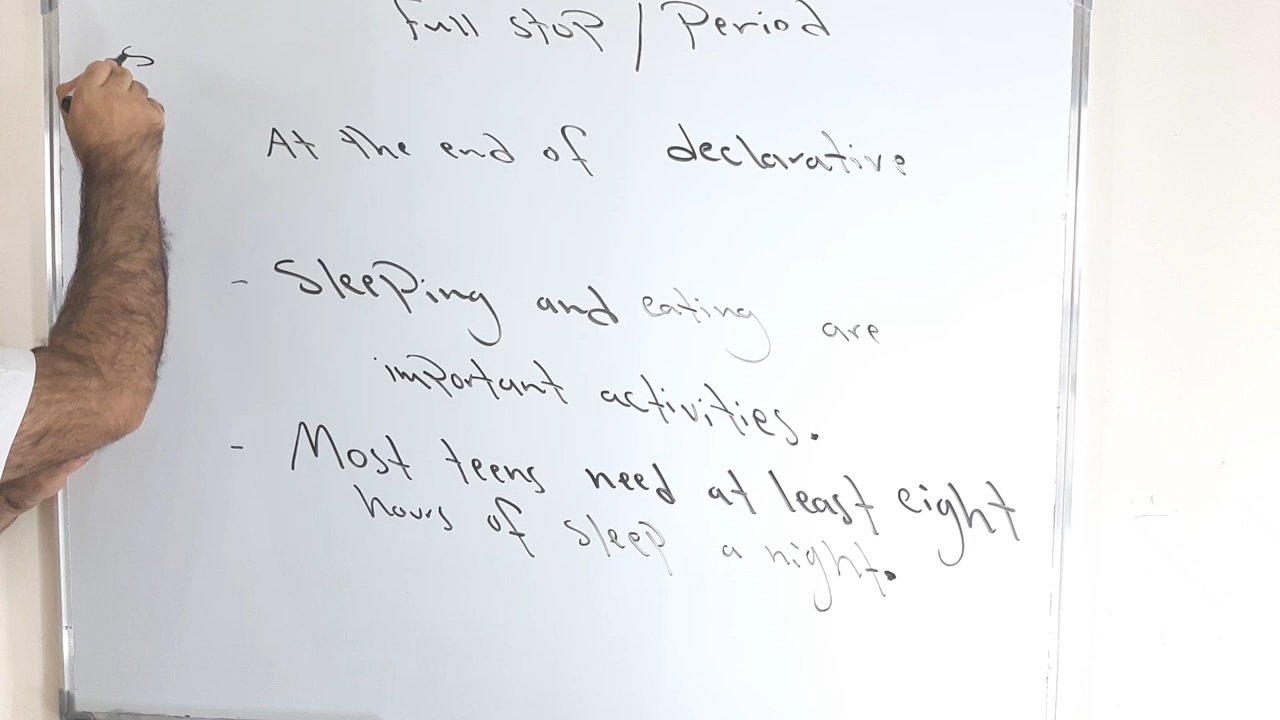 full stop / Period
At the end of declarative
- Sleeping and eating are
important activities.
- Most teens need at least eight
hours of sleep a night.